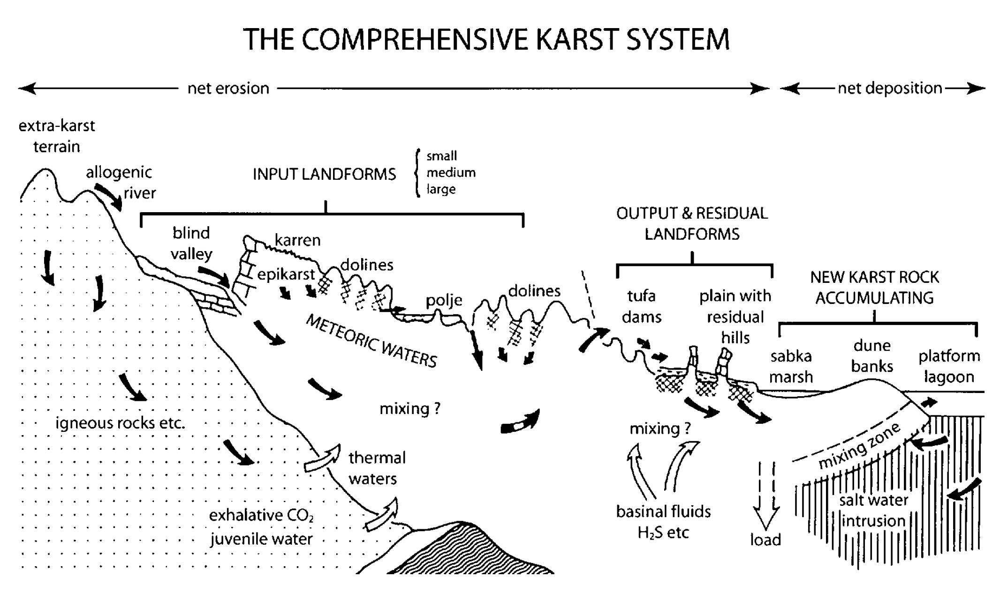 THE COMPREHENSIVE KARST SYSTEM
net erosion
net deposition
extra-karst
terrain
allogenic
river
INPUT LANDFORMS
small
medium
large
blind
valley
karren
epikarst
dolines
polje
dolines
METEORIC WATERS
mixing ?
igneous rocks etc.
thermal
waters
exhalative CO₂
juvenile water
OUTPUT & RESIDUAL
LANDFORMS
tufa
dams
plain with
residual
hills
mixing ?
basinal fluids
H₂S etc
load
NEW KARST ROCK
ACCUMULATING
sabka
marsh
dune
banks
platform
lagoon
mixing zone
salt water
intrusion